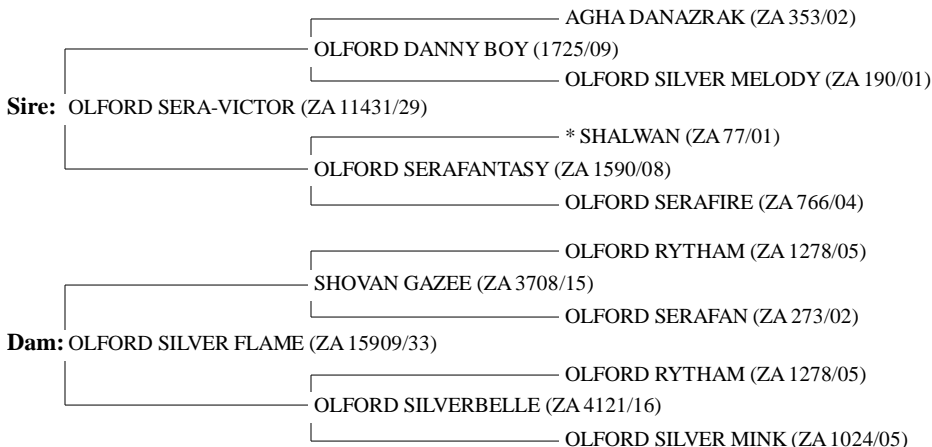 AGHA DANAZRAK (ZA 353/02)
OLFORD DANNY BOY (1725/09)
OLFORD SILVER MELODY (ZA 190/01)
Sire: OLFORD SERA-VICTOR (ZA 11431/29)
* SHALWAN (ZA 77/01)
OLFORD SERAFANTASY (ZA 1590/08)
OLFORD SERAFIRE (ZA 766/04)
OLFORD RYTHAM (ZA 1278/05)
SHOVAN GAZEE (ZA 3708/15)
OLFORD SERAFAN (ZA 273/02)
Dam: OLFORD SILVER FLAME (ZA 15909/33)
OLFORD RYTHAM (ZA 1278/05)
OLFORD SILVERBELLE (ZA 4121/16)
OLFORD SILVER MINK (ZA 1024/05)